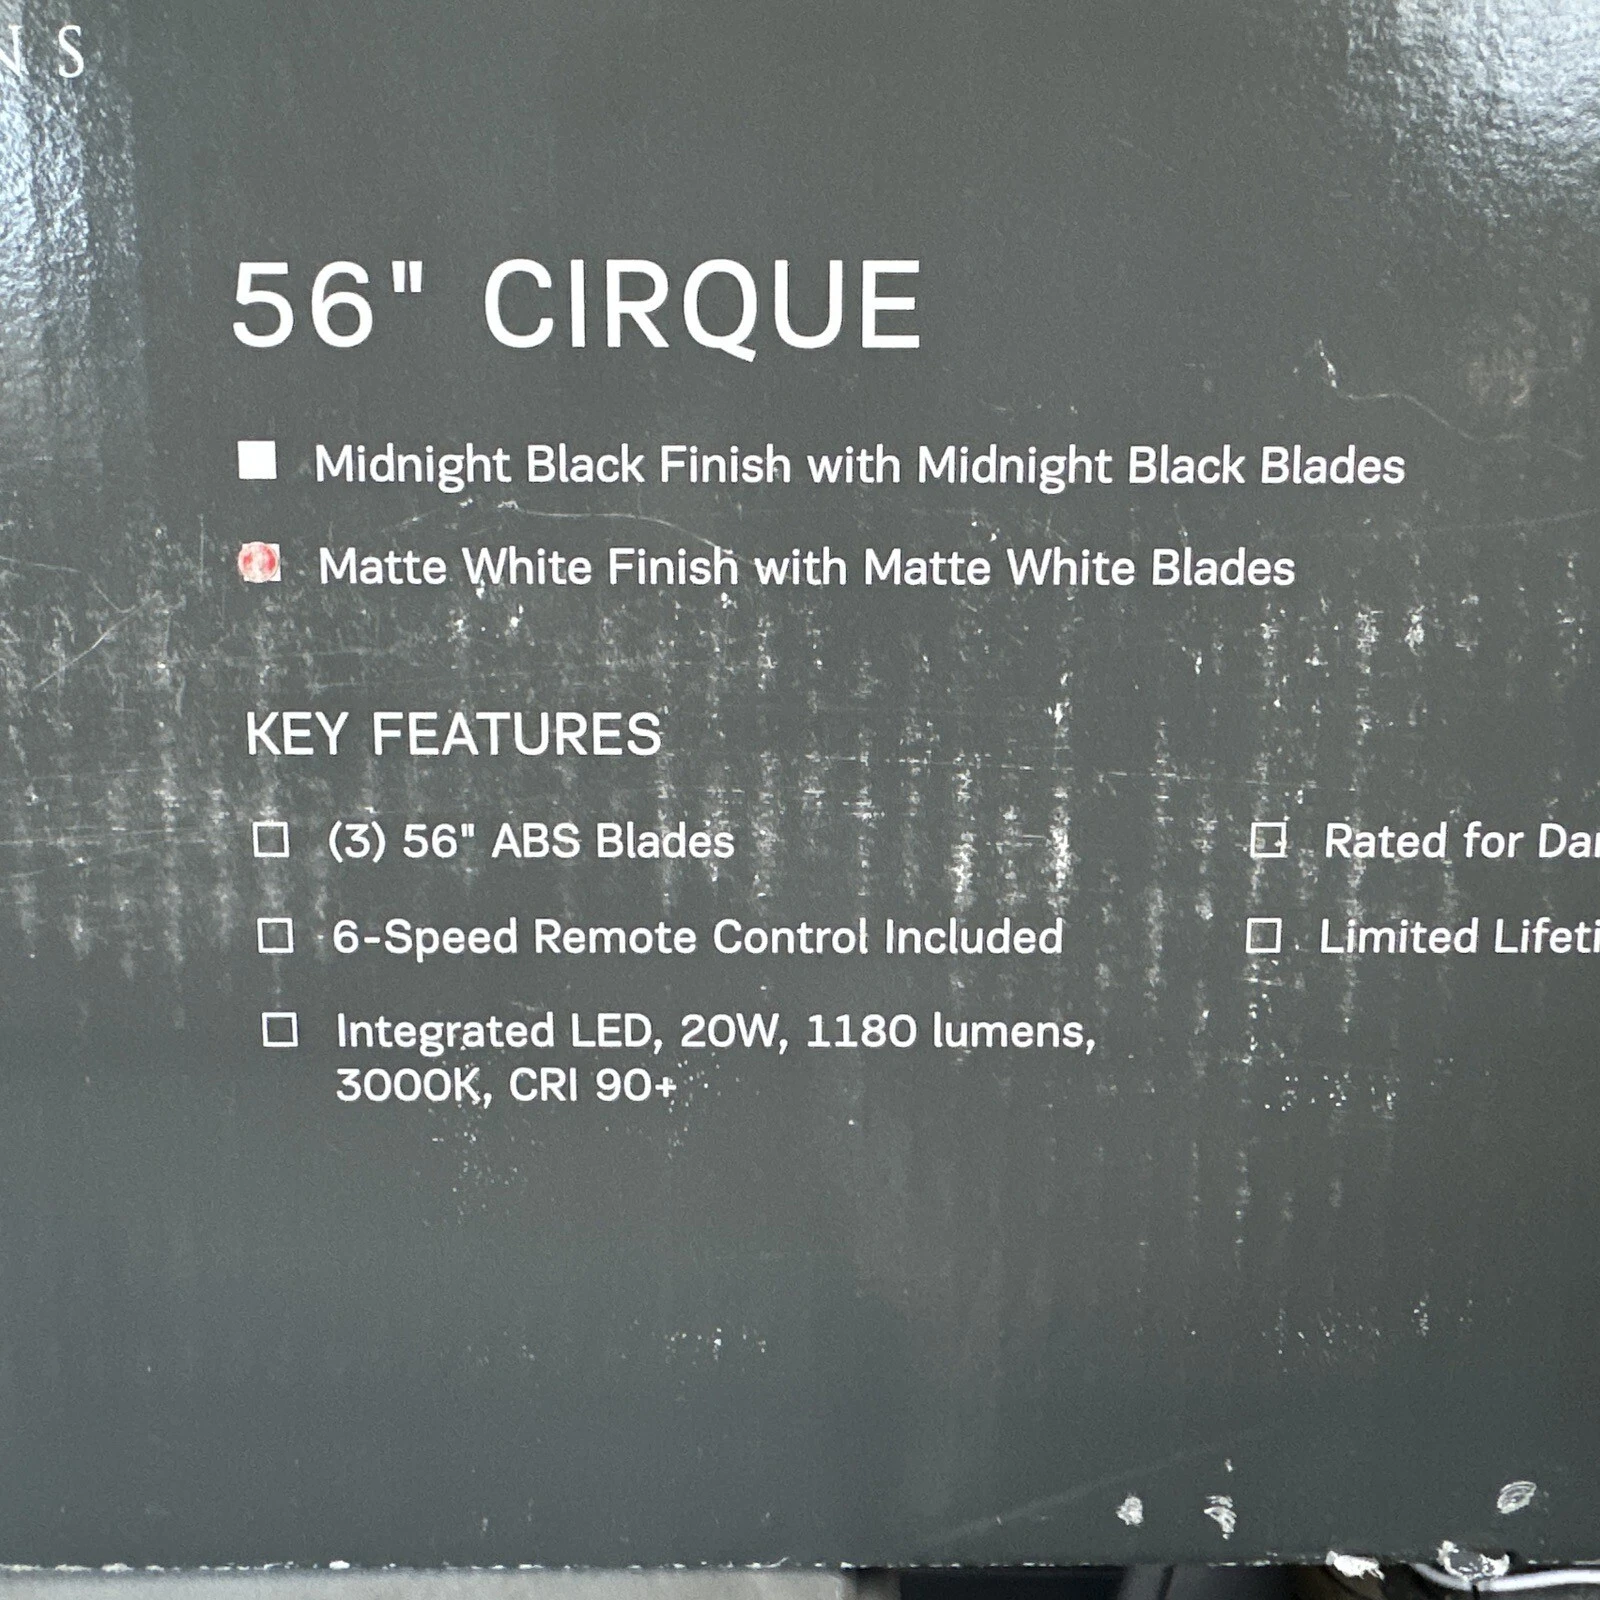 NS
56" CIRQUE
Midnight Black Finish with Midnight Black Blades
Matte White Finish with Matte White Blades
KEY FEATURES
(3) 56" ABS Blades
6-Speed Remote Control Included
Integrated LED, 20W, 1180 lumens,
3000K, CRI 90+
Rated for
Limited